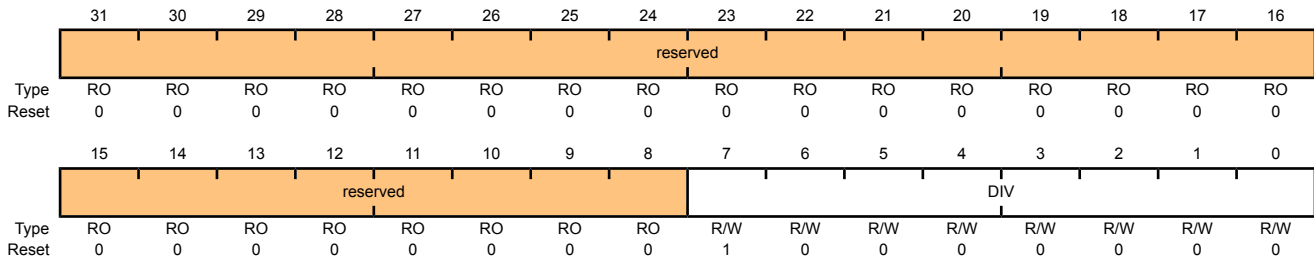 31 30 29 28 27 26 25 24 23 22 21 20 19 18 17 16
reserved
Type RO RO RO RO RO RO RO RO RO RO RO RO RO RO RO RO
Reset 0 0 0 0 0 0 0 0 0 0 0 0 0 0 0 0
15 14 13 12 11 10 9 8 7 6 5 4 3 2 1 0
reserved DIV
Type RO RO RO RO RO RO RO RO R/W R/W R/W R/W R/W R/W R/W R/W
Reset 0 0 0 0 0 0 0 0 1 0 0 0 0 0 0 0